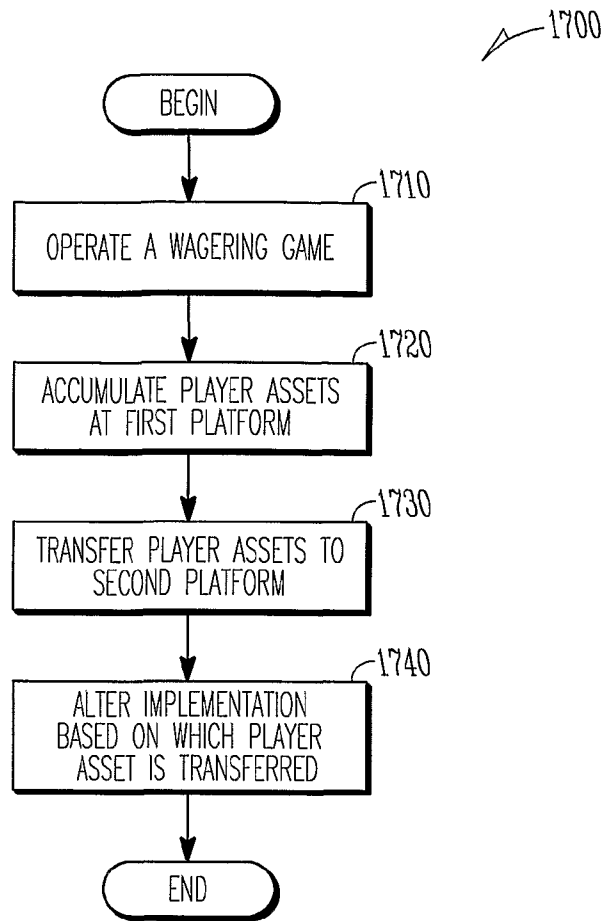 1700
BEGIN
1710
OPERATE A WAGERING GAME
1720
ACCUMULATE PLAYER ASSETS
AT FIRST PLATFORM
1730
TRANSFER PLAYER ASSETS TO
SECOND PLATFORM
1740
ALTER IMPLEMENTATION
BASED ON WHICH PLAYER
ASSET IS TRANSFERRED
END